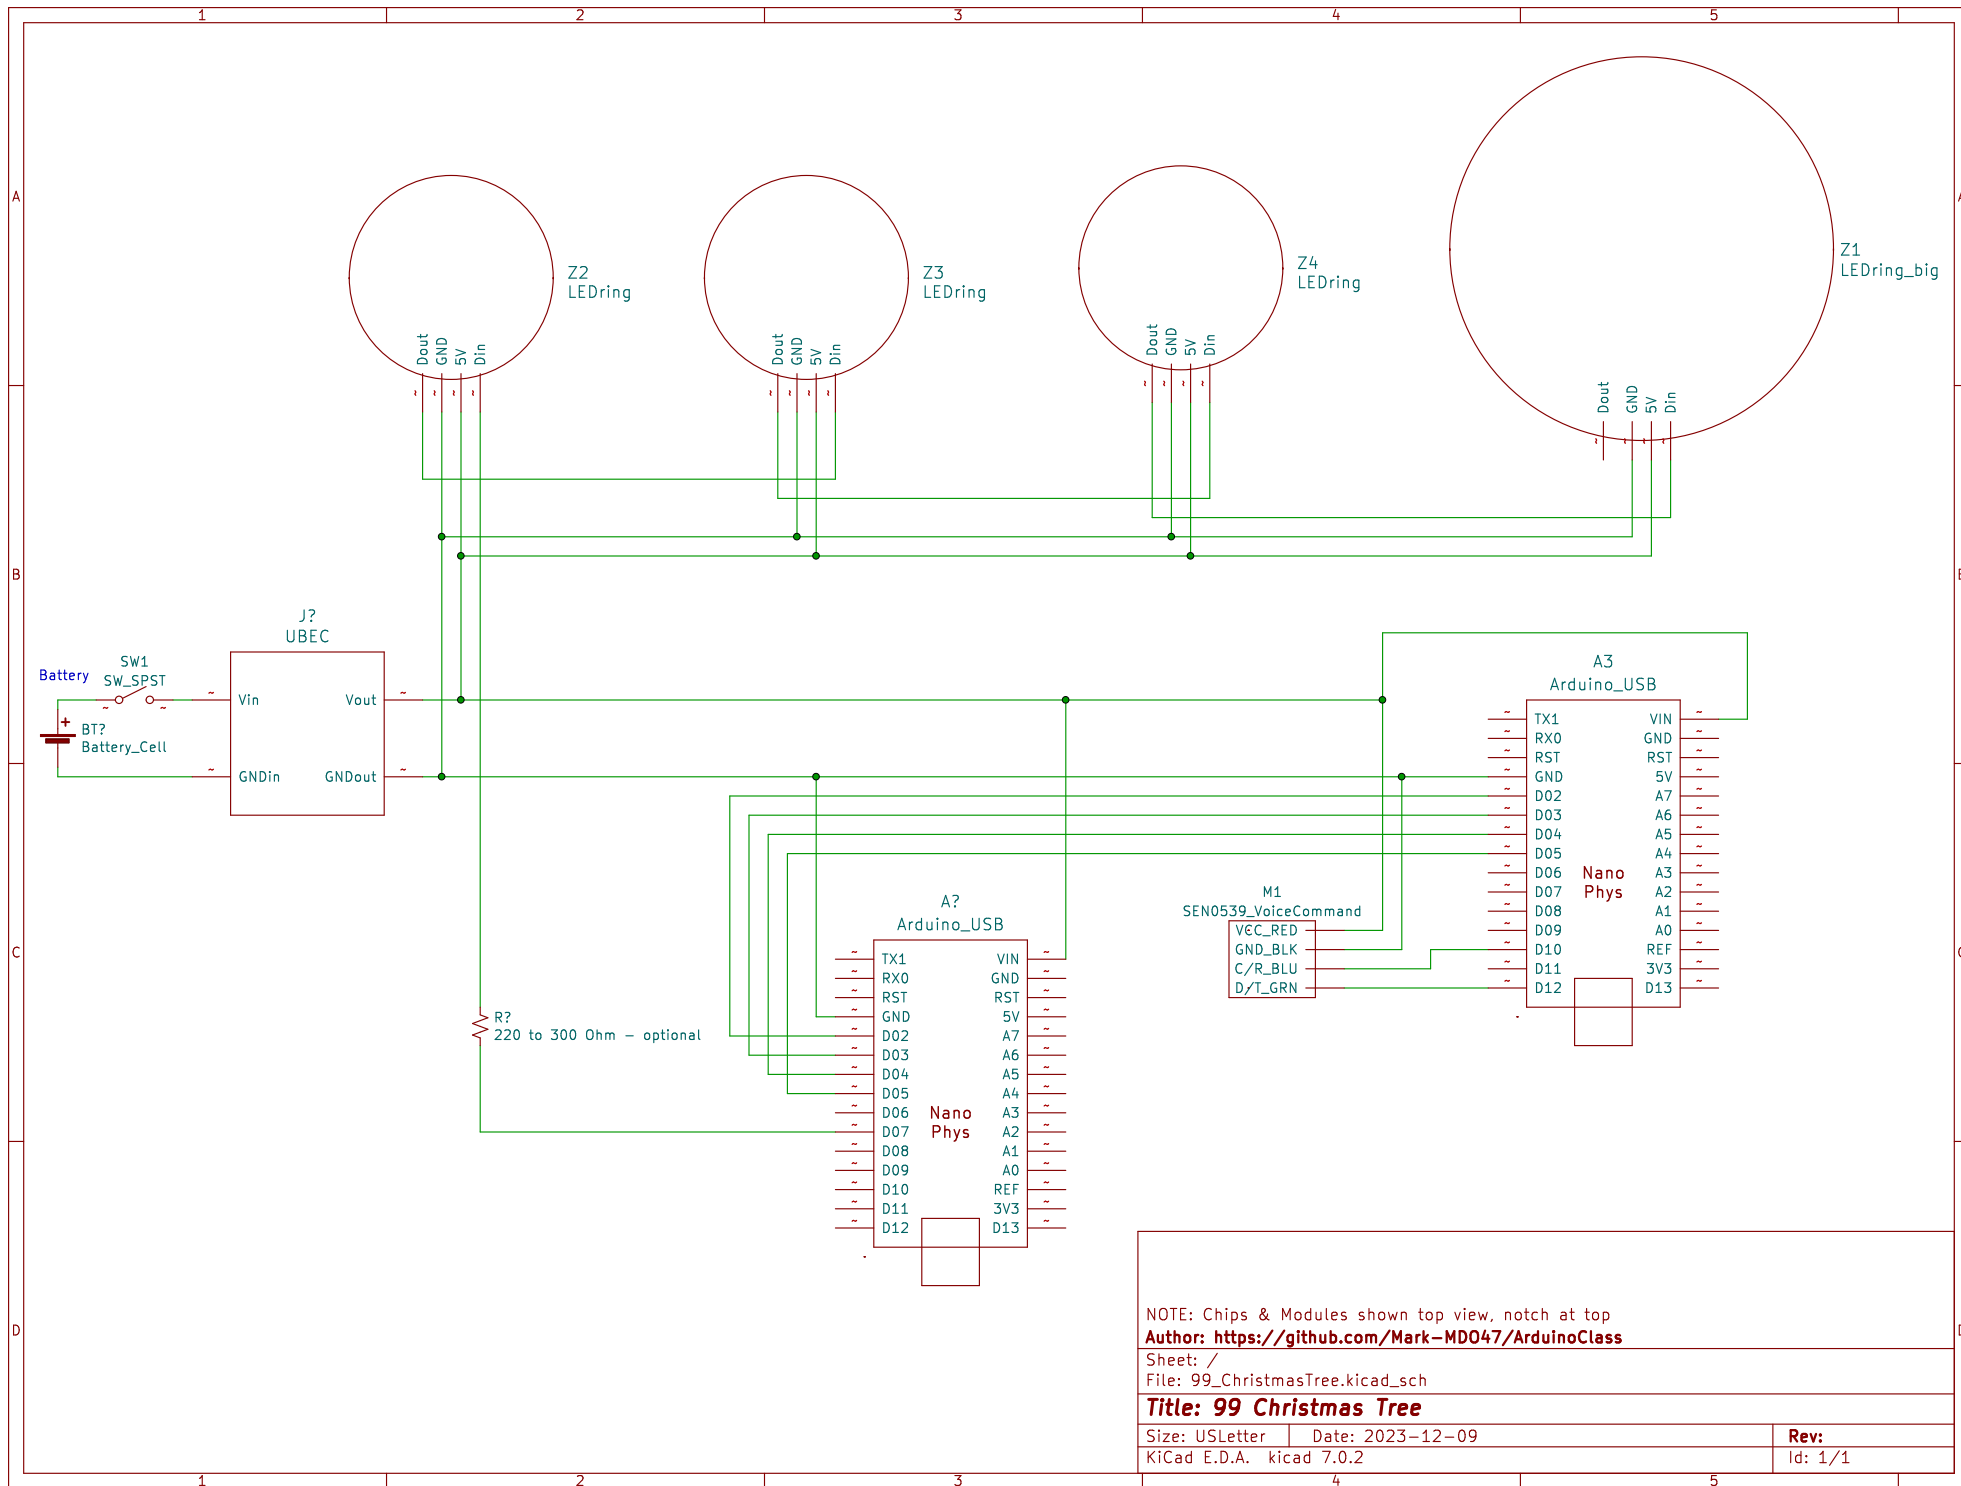 1 2 3 4 5
A
B
C
D
Z2
LEDring
Dout GND 5V Din
Z3
LEDring
Dout GND 5V Din
Z4
LEDring
Dout GND 5V Din
Z1
LEDring_big
Dout GND 5V Din
J?
UBEC
Vin Vout
GNDin GNDout
Battery
SW1
SW_SPST
+
BT?
Battery_Cell
R?
220 to 300 Ohm – optional
A3
Arduino_USB
TX1 VIN
RX0 GND
RST RST
GND 5V
D02 A7
D03 A6
D04 A5
D05 A4
D06 A3
D07 A2
D08 A1
D09 A0
D10 REF
D11 3V3
D12 D13
Nano
Phys
M1
SEN0539_VoiceCommand
VCC_RED
GND_BLK
C/R_BLU
D/T_GRN
A?
Arduino_USB
TX1 VIN
RX0 GND
RST RST
GND 5V
D02 A7
D03 A6
D04 A5
D05 A4
D06 A3
D07 A2
D08 A1
D09 A0
D10 REF
D11 3V3
D12 D13
Nano
Phys
NOTE: Chips & Modules shown top view, notch at top
Author: https://github.com/Mark-MDO47/ArduinoClass
Sheet: /
File: 99_ChristmasTree.kicad_sch
Title: 99 Christmas Tree
Size: USLetter Date: 2023-12-09 Rev:
KiCad E.D.A. kicad 7.0.2 Id: 1/1
1 2 3 4 5